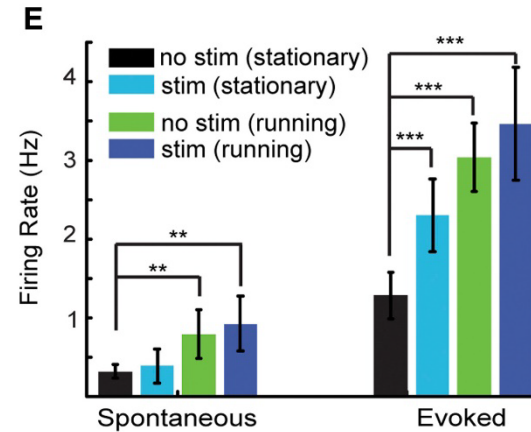 E
no stim (stationary)
stim (stationary)
no stim (running)
stim (running)
Firing Rate (Hz)
4
3
2
1
***
***
***
**
**
Spontaneous
Evoked